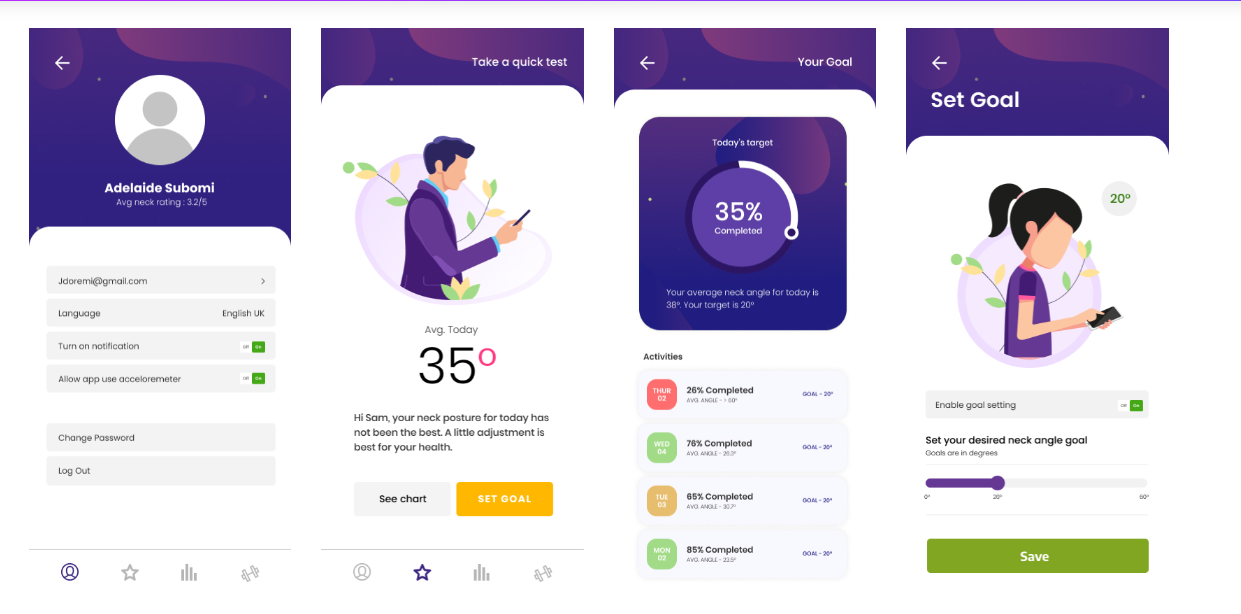 Adelaide Subomi
Avg neck rating : 3.2/5
Jdoremi@gmail.com
Language English UK
Turn on notification Off On
Allow app use acceloremeter Off On
Change Password
Log Out
Take a quick test
Avg. Today
35°
Hi Sam, your neck posture for today has
not been the best. A little adjustment is
best for your health.
See chart SET GOAL
Your Goal
Today's target
35%
Completed
Your average neck angle for today is
38°. Your target is 20°
Activities
THUR
02
26% Completed
AVG. ANGLE -
GOAL - 20°
WED
04
76% Completed
AVG. ANGLE - 26.3°
GOAL - 20°
TUE
03
65% Completed
AVG. ANGLE - 30.7°
GOAL - 20°
MON
02
85% Completed
AVG. ANGLE - 23.5°
GOAL - 20°
Set Goal
20°
Enable goal setting Off On
Set your desired neck angle goal
Goals are in degrees
0° 20° 60°
Save